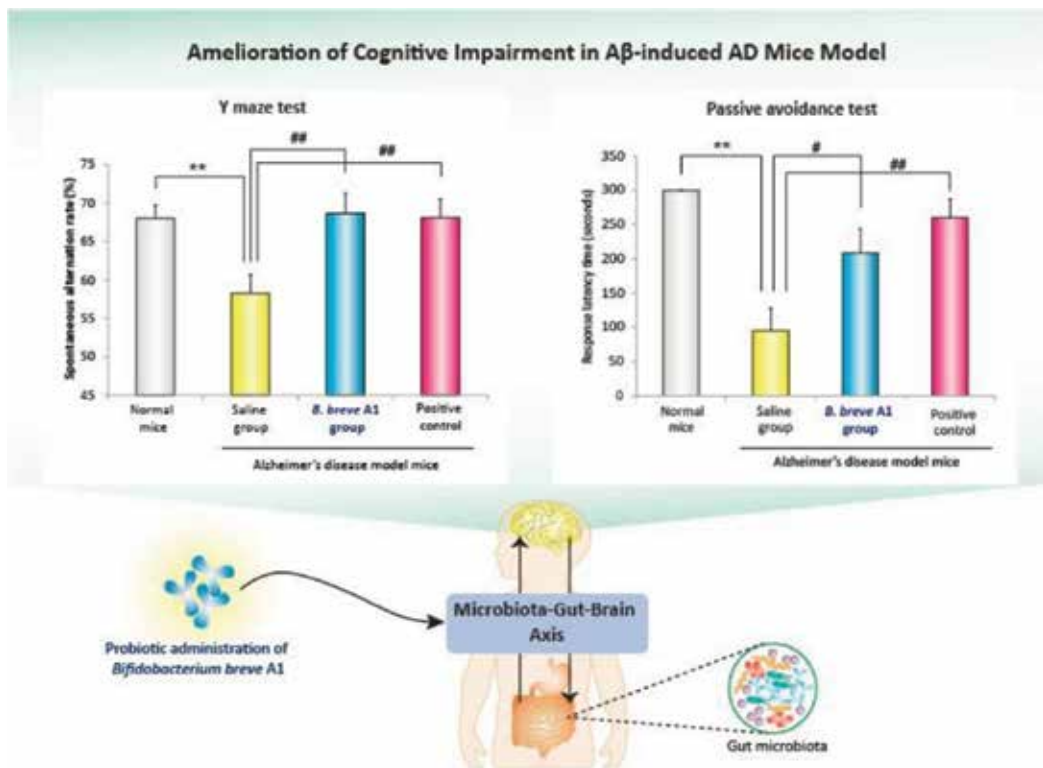 Amelioration of Cognitive Impairment in Aβ-induced AD Mice Model
Y maze test
Spontaneous alternation rate (%)
75
70
65
60
55
50
45
**
##
##
Normal
mice
Saline
group
B. breve A1
group
Positive
control
Alzheimer's disease model mice
Passive avoidance test
Response latency time (seconds)
350
300
250
200
150
100
50
0
**
#
##
Normal
mice
Saline
group
B. breve A1
group
Positive
control
Alzheimer's disease model mice
Probiotic administration of
Bifidobacterium breve A1
Microbiota-Gut-Brain
Axis
Gut microbiota